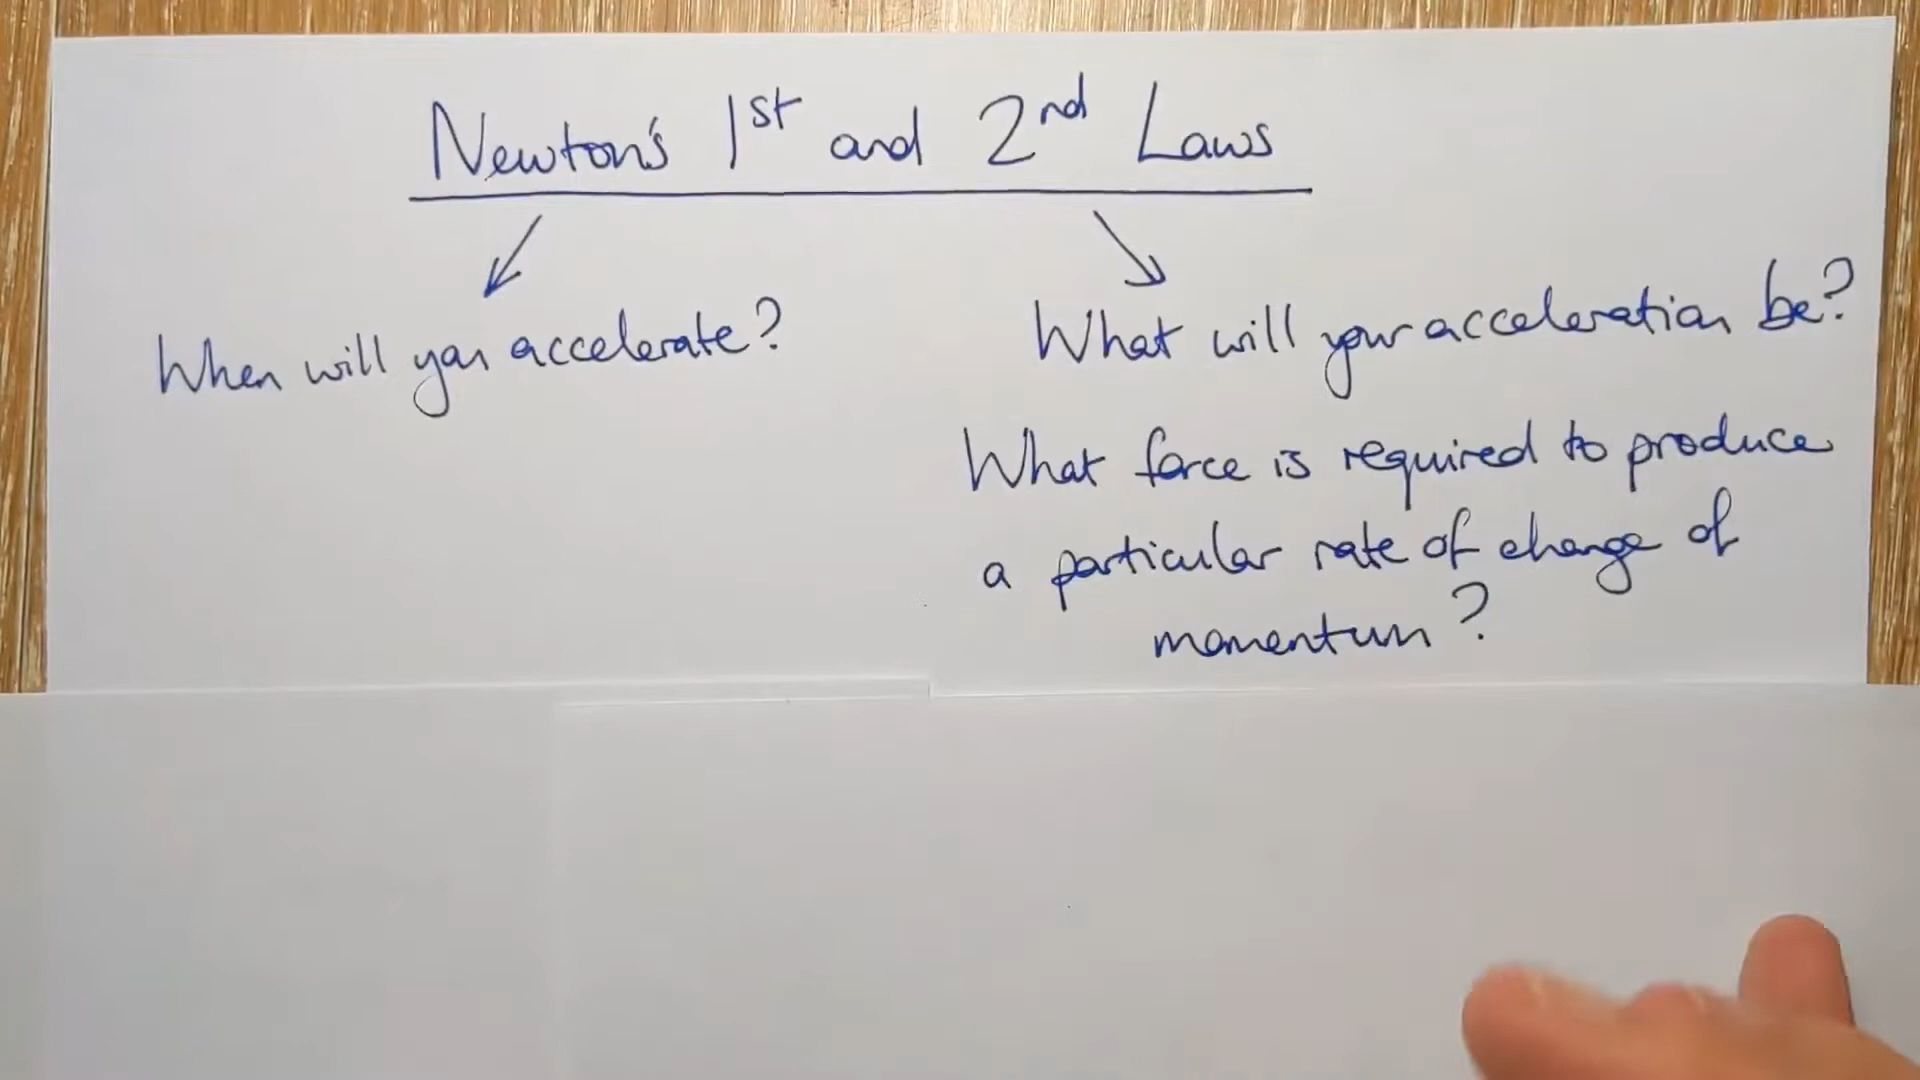 Newton's 1st and 2nd Laws
When will you accelerate?
What will your acceleration be?
What force is required to produce
a particular rate of change of
momentum?